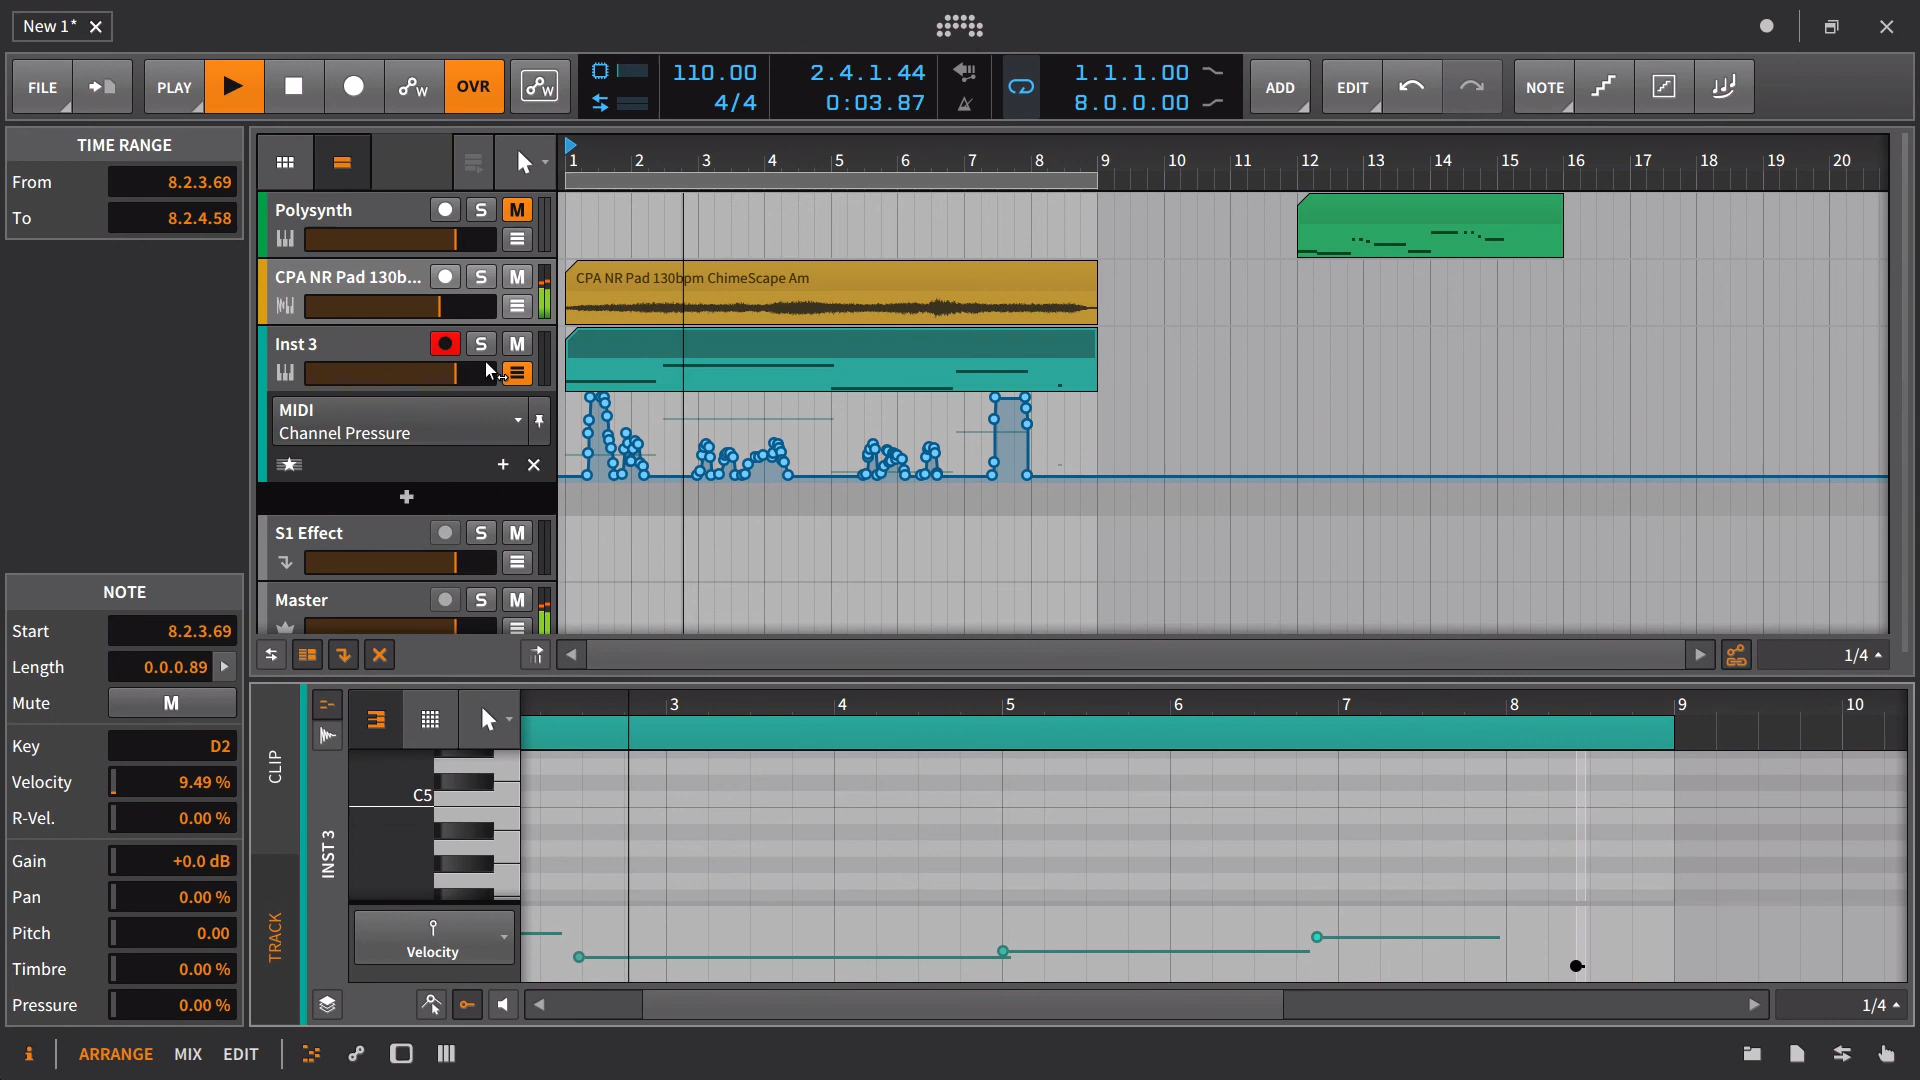 New 1*
FILE PLAY OVR 110.00 2.4.1.44 1.1.1.00 ADD EDIT NOTE
4/4 0:03.87 8.0.0.00
TIME RANGE
From 8.2.3.69
To 8.2.4.58
1 2 3 4 5 6 7 8 9 10 11 12 13 14 15 16 17 18 19 20
Polysynth S M
CPA NR Pad 130b... S M
CPA NR Pad 130bpm ChimeScape Am
Inst 3 S M
MIDI
Channel Pressure
S1 Effect S M
Master S M
1/4
NOTE
Start 8.2.3.69
Length 0.0.0.89
Mute M
Key D2
Velocity 9.49 %
R-Vel. 0.00 %
Gain +0.0 dB
Pan 0.00 %
Pitch 0.00
Timbre 0.00 %
Pressure 0.00 %
CLIP
TRACK
INST 3
3 4 5 6 7 8 9 10
C5
Velocity
1/4
i ARRANGE MIX EDIT